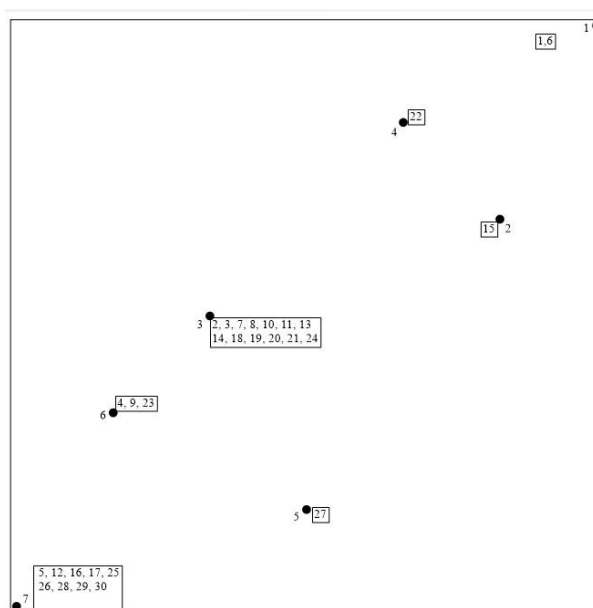 1
1,6
22
4
15
2
3
2, 3, 7, 8, 10, 11, 13
14, 18, 19, 20, 21, 24
4, 9, 23
6
5
27
5, 12, 16, 17, 25
26, 28, 29, 30
7